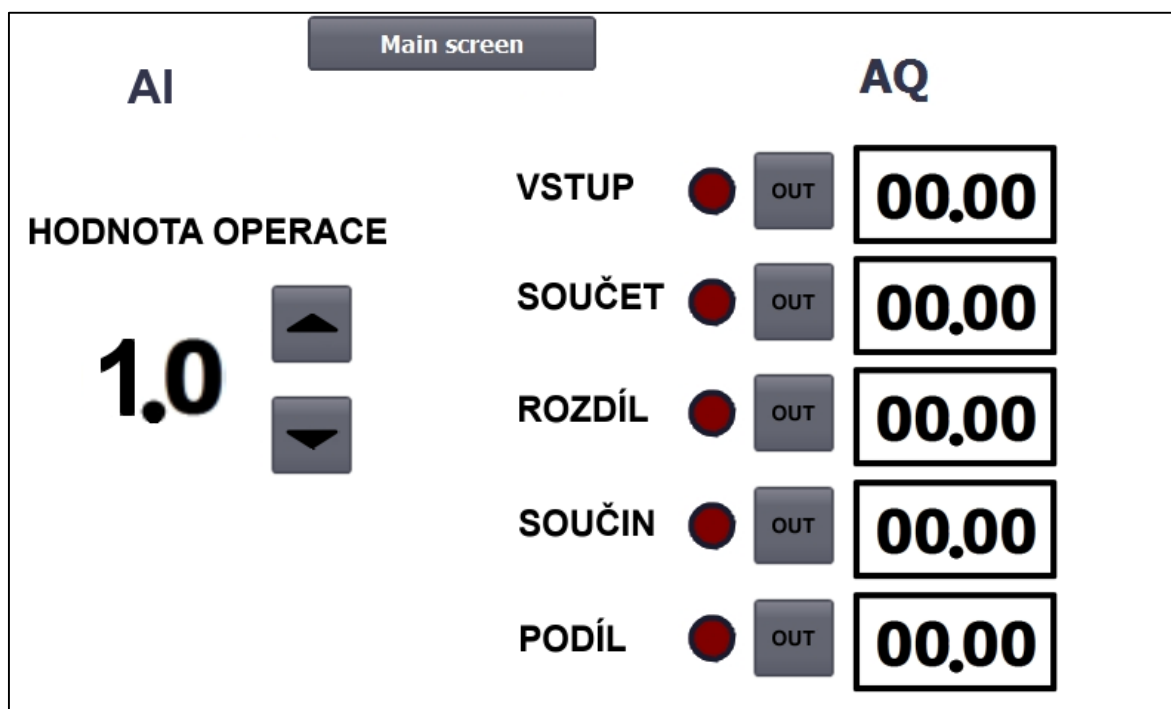 Main screen
AI
AQ
HODNOTA OPERACE
1.0
VSTUP OUT 00.00
SOUČET OUT 00.00
ROZDÍL OUT 00.00
SOUČIN OUT 00.00
PODÍL OUT 00.00